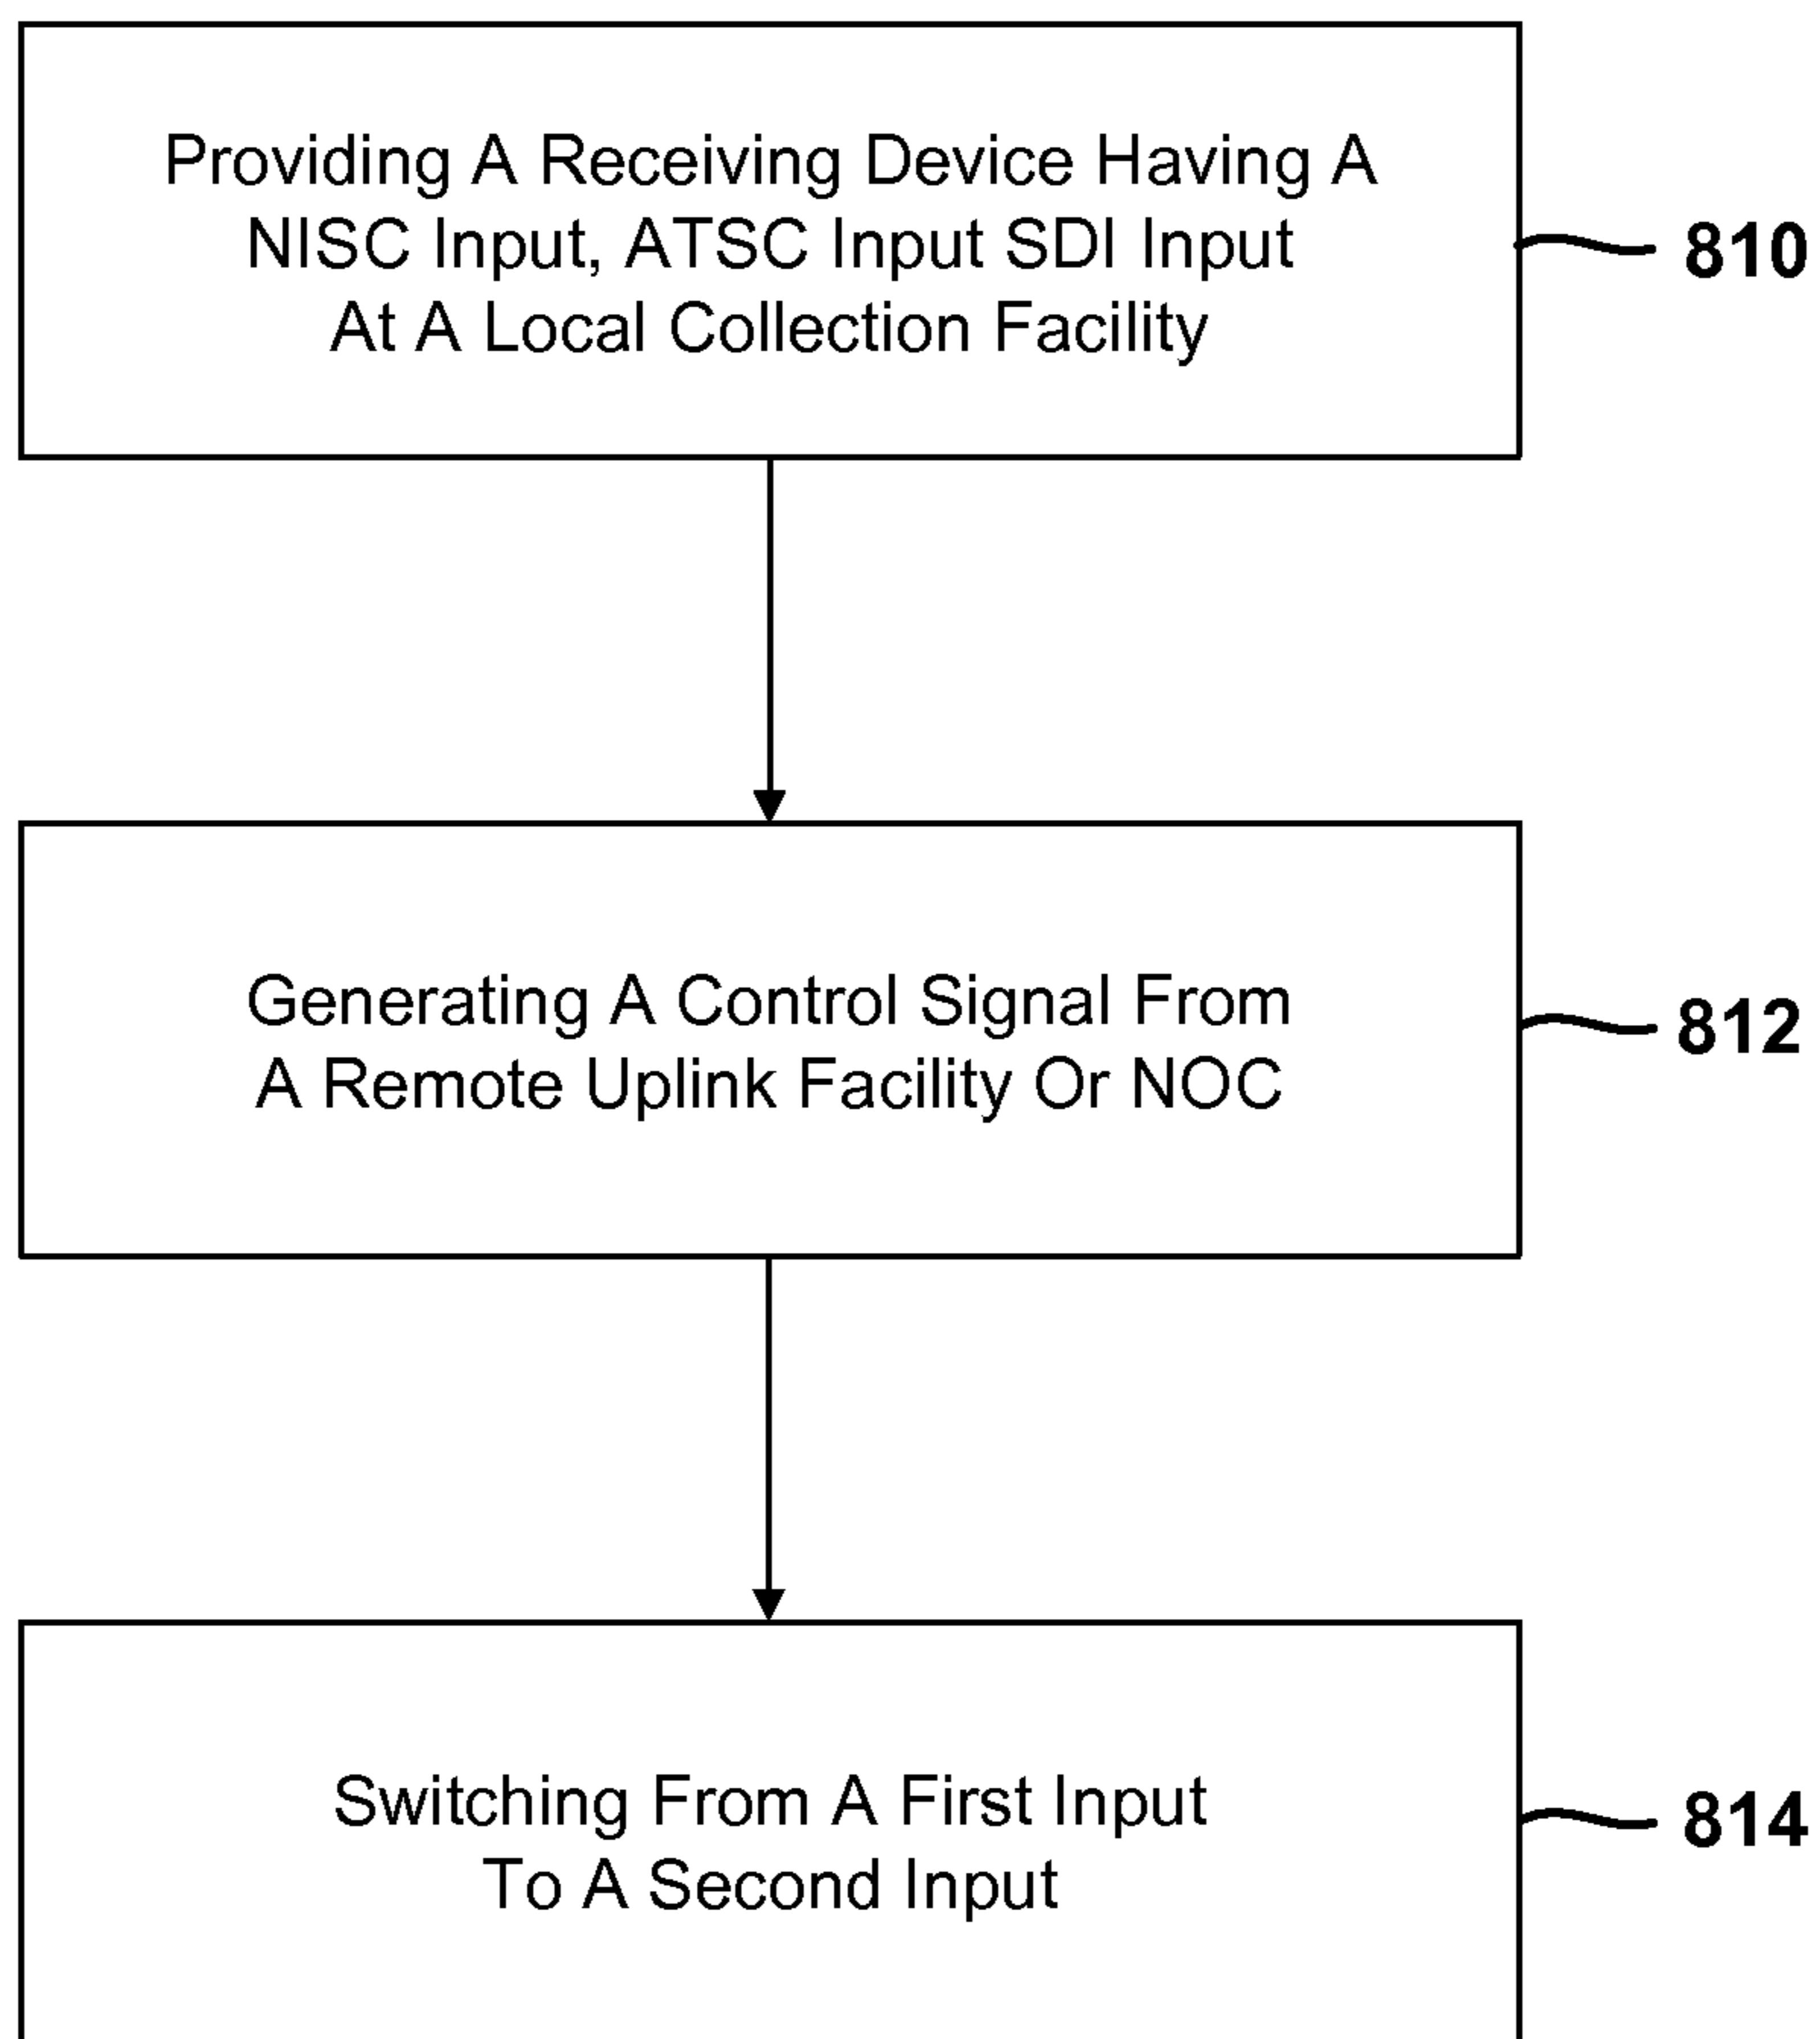 Providing A Receiving Device Having A
NISC Input, ATSC Input SDI Input
At A Local Collection Facility
810
Generating A Control Signal From
A Remote Uplink Facility Or NOC
812
Switching From A First Input
To A Second Input
814